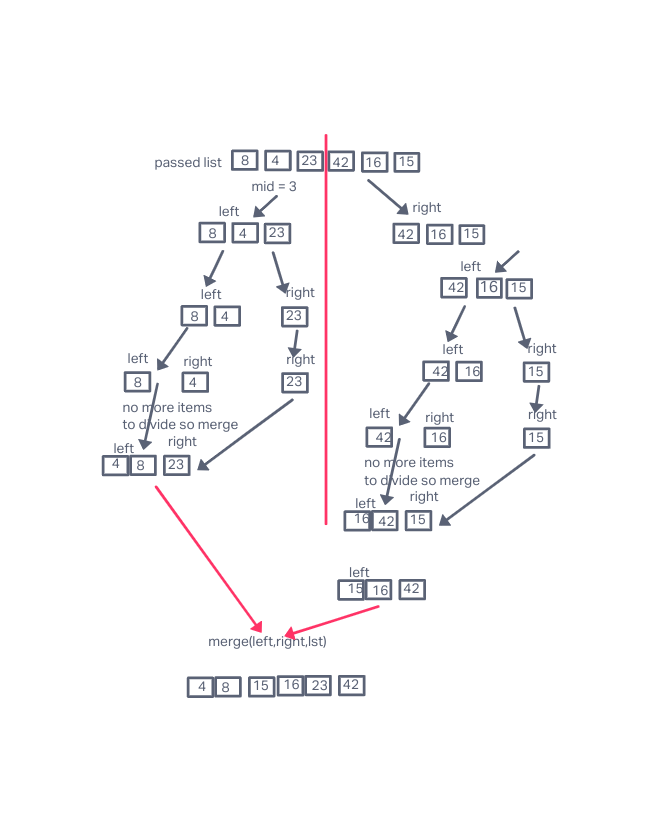 passed list 8 4 23 42 16 15
mid = 3
left
right
8 4 23
42 16 15
left
42 16 15
left
right
8 4
23
left
right
42 16
15
left
right
right
8
4
23
no more items
to divide so merge
left
right
right
42
16
15
left
right
4 8 23
no more items
to divide so merge
left
right
16 42 15
left
15 16 42
merge(left,right,lst)
4 8 15 16 23 42